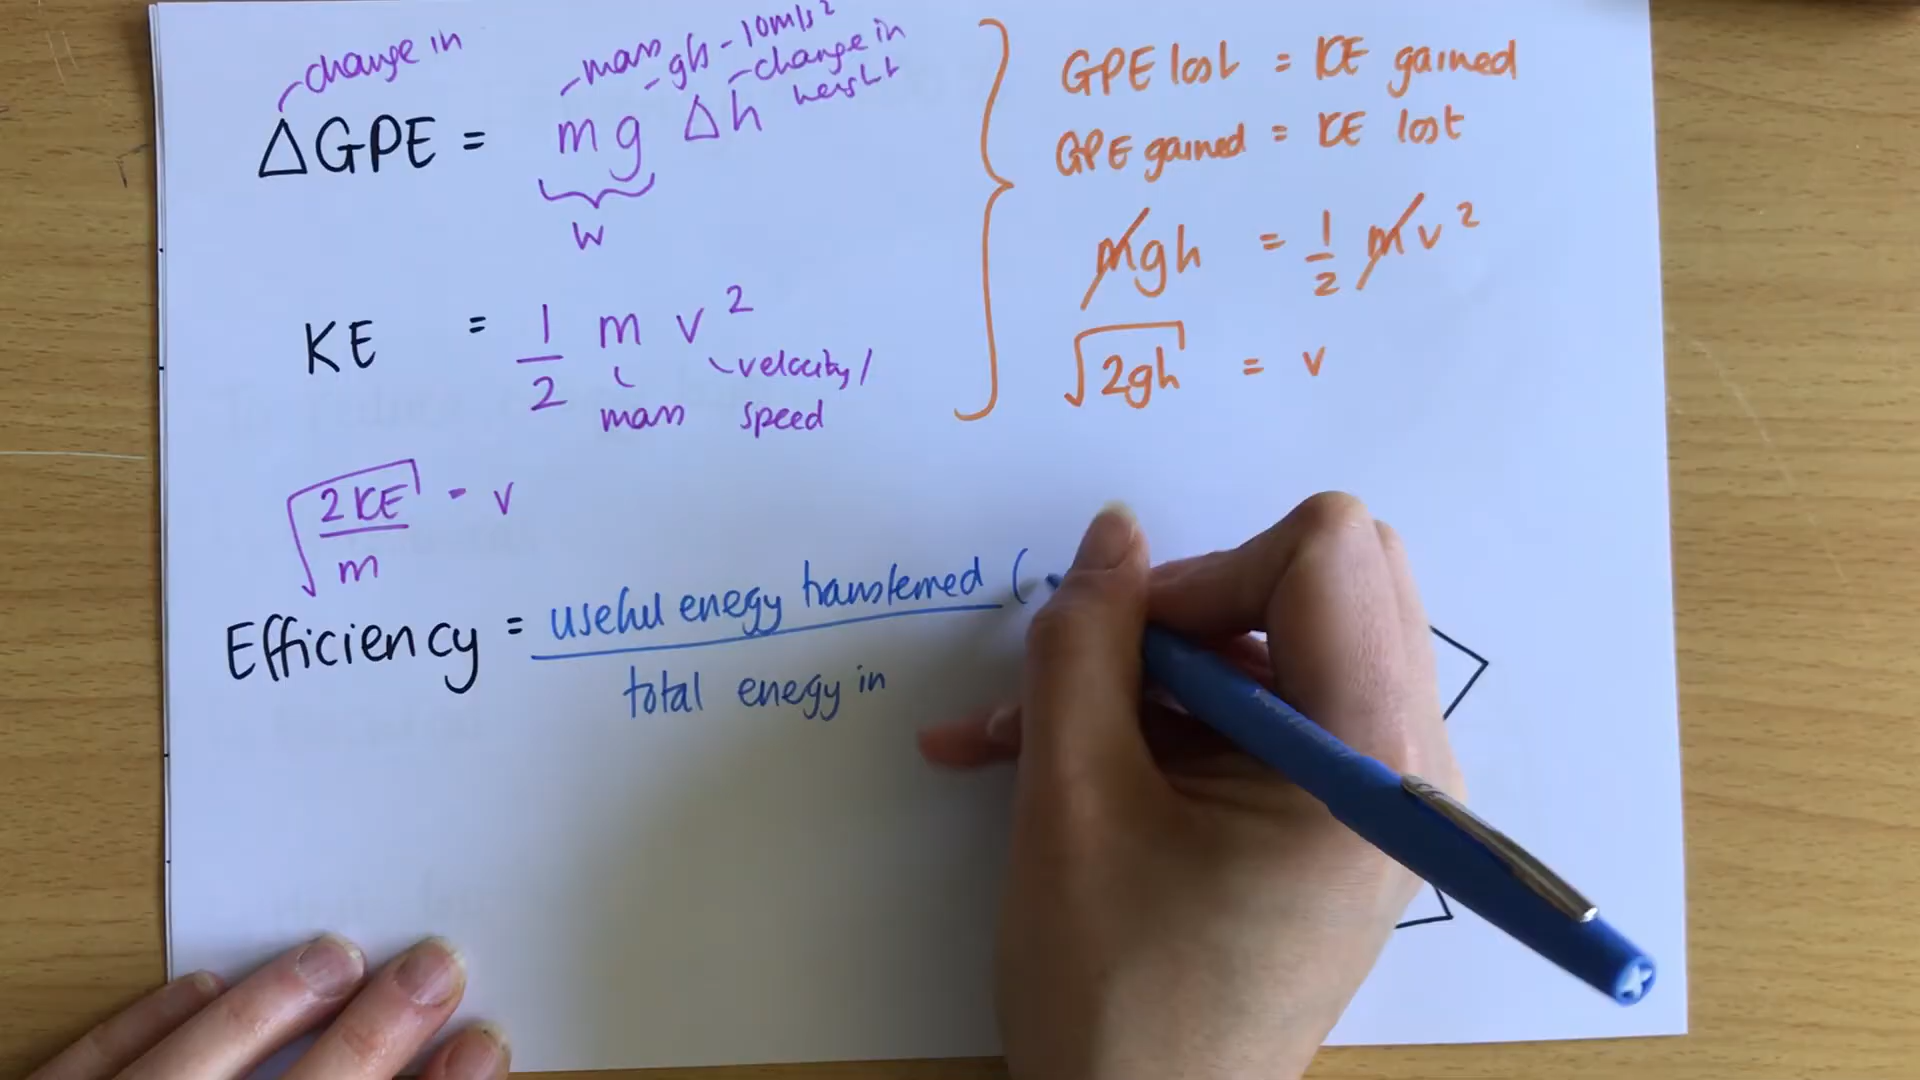 change in
mass
gfs - 10m/s²
change in
height
ΔGPE = mg Δh
W
KE = 1/2 m v²
mass
velocity/
speed
√(2KE/m) = v
GPE lost = KE gained
GPE gained = KE lost
mgh = 1/2 mv²
√2gh = v
Efficiency = useful energy transferred (
total enegy in